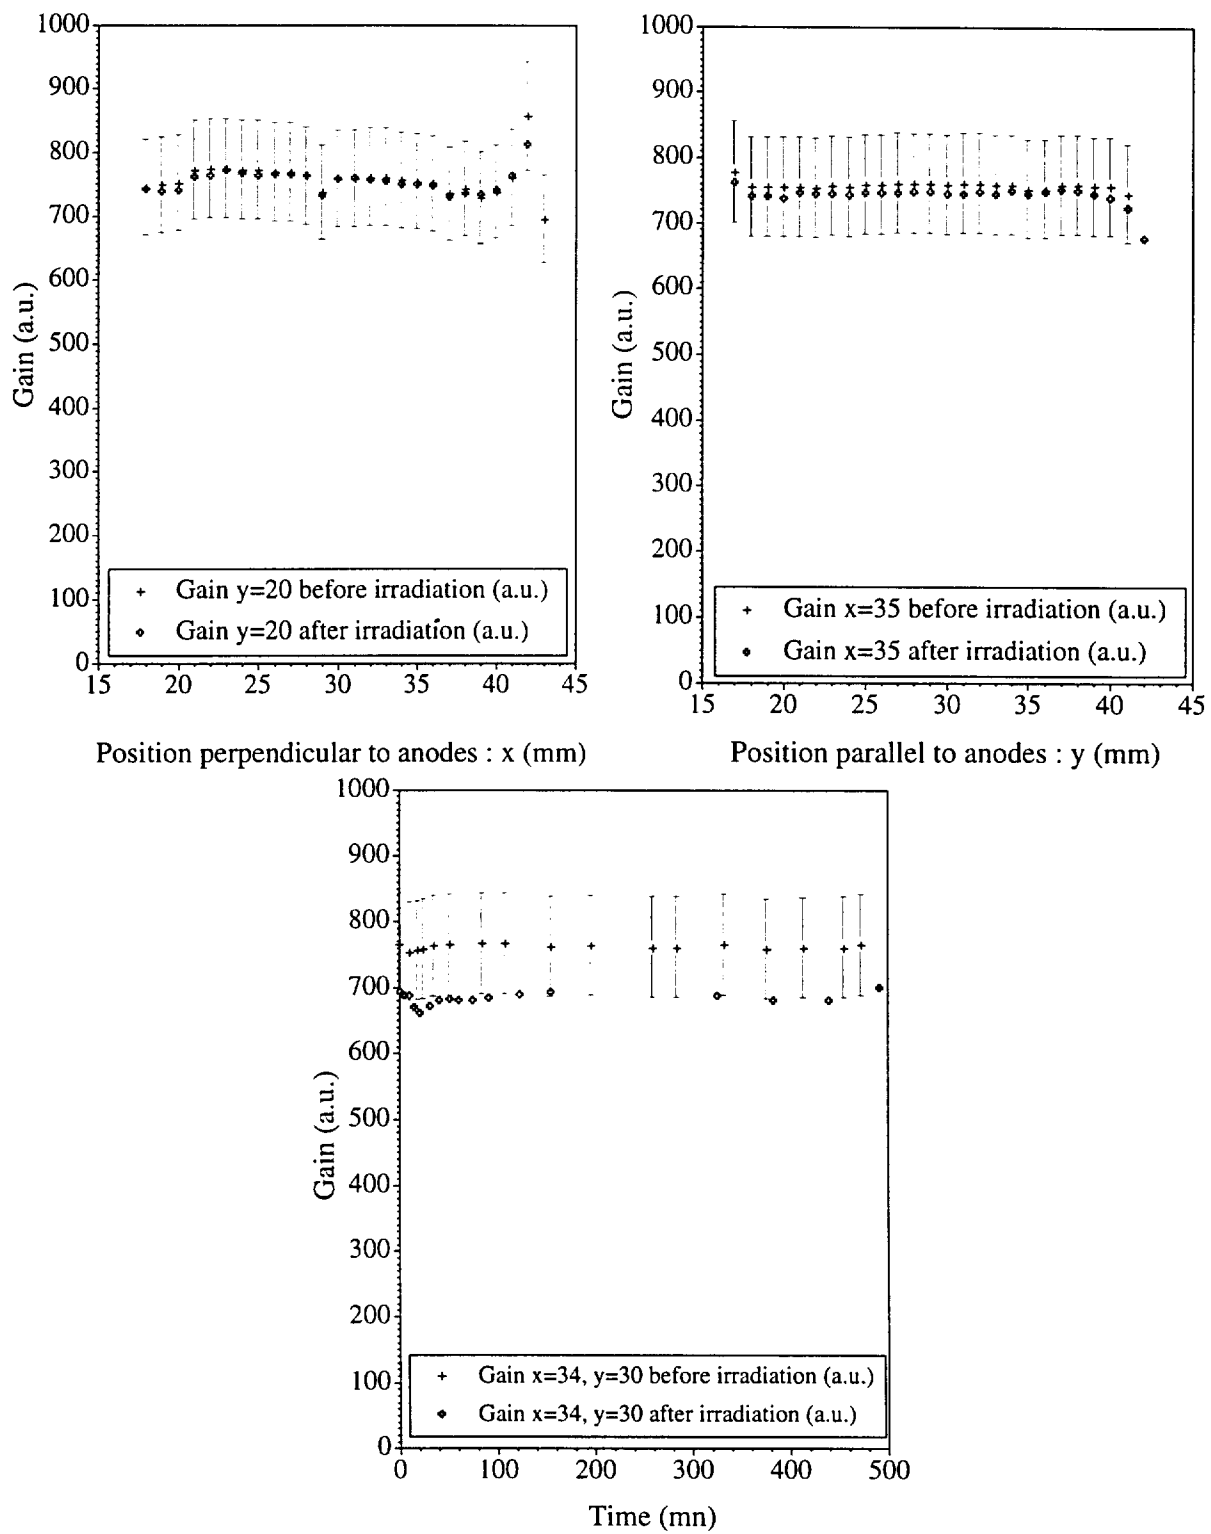 1000
900
800
700
600
500
400
300
200
100
0
Gain (a.u.)
+ Gain y=20 before irradiation (a.u.)
Gain y=20 after irradiation (a.u.)
15 20 25 30 35 40 45
Position perpendicular to anodes : x (mm)
1000
900
800
700
600
500
400
300
200
100
0
Gain (a.u.)
+ Gain x=35 before irradiation (a.u.)
Gain x=35 after irradiation (a.u.)
15 20 25 30 35 40 45
Position parallel to anodes : y (mm)
1000
900
800
700
600
500
400
300
200
100
0
Gain (a.u.)
+ Gain x=34, y=30 before irradiation (a.u.)
Gain x=34, y=30 after irradiation (a.u.)
0 100 200 300 400 500
Time (mn)